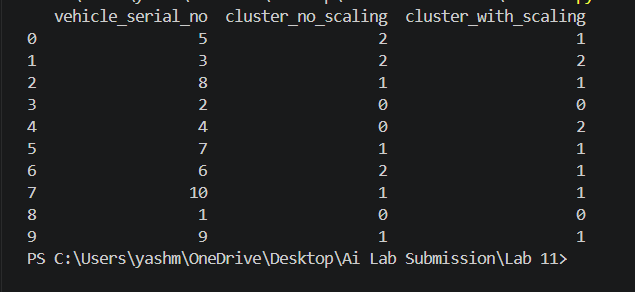 vehicle_serial_no cluster_no_scaling cluster_with_scaling
0 5 2 1
1 3 2 2
2 8 1 1
3 2 0 0
4 4 0 2
5 7 1 1
6 6 2 1
7 10 1 1
8 1 0 0
9 9 1 1
PS C:\Users\yashm\OneDrive\Desktop\Ai Lab Submission\Lab 11>